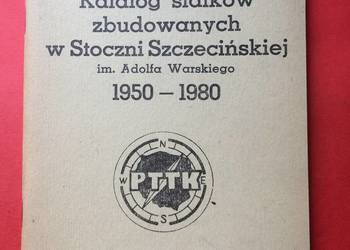 Katalog statków
zbudowanych
w Stoczni Szczecińskiej
im. Adolfa Warskiego
1950 – 1980
N
W PTTK E
S